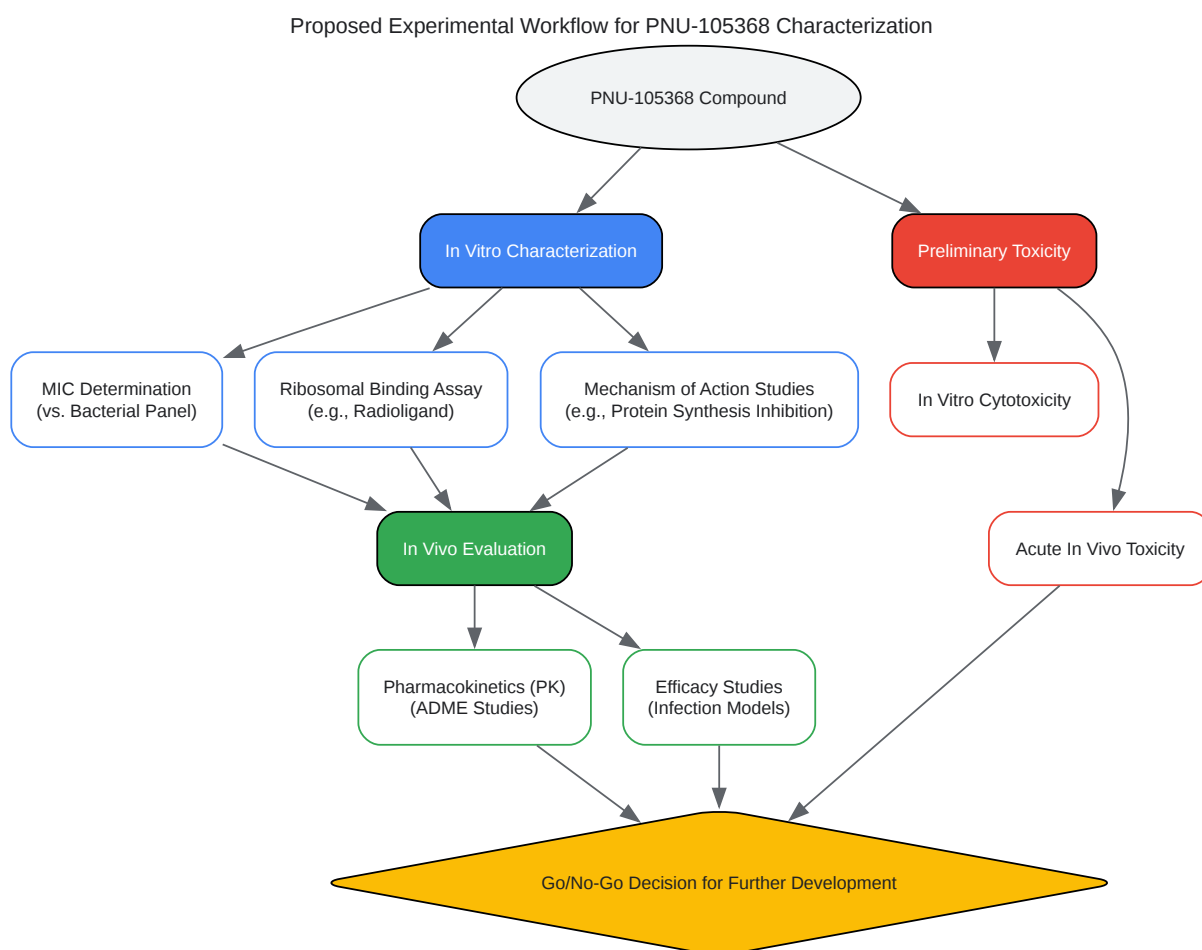 Proposed Experimental Workflow for PNU-105368 Characterization
PNU-105368 Compound
In Vitro Characterization
Preliminary Toxicity
MIC Determination
(vs. Bacterial Panel)
Ribosomal Binding Assay
(e.g., Radioligand)
Mechanism of Action Studies
(e.g., Protein Synthesis Inhibition)
In Vitro Cytotoxicity
In Vivo Evaluation
Acute In Vivo Toxicity
Pharmacokinetics (PK)
(ADME Studies)
Efficacy Studies
(Infection Models)
Go/No-Go Decision for Further Development